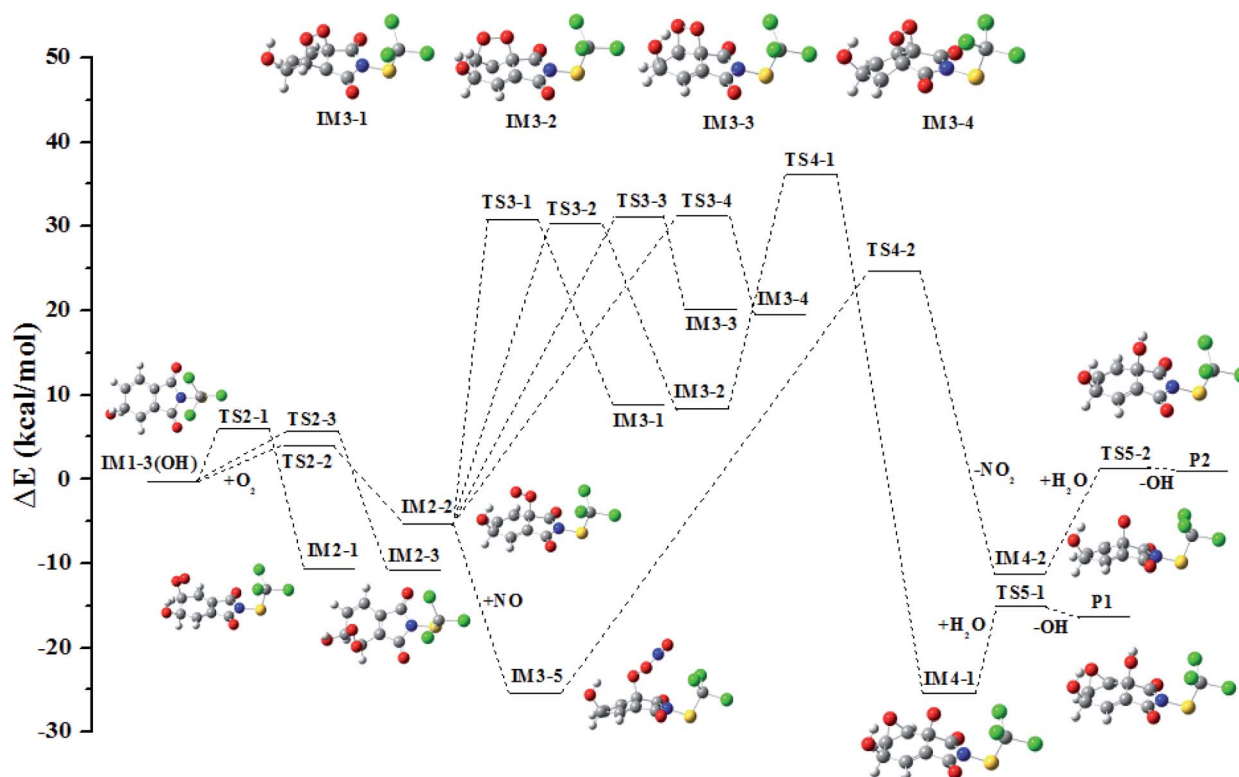 50
40
30
20
10
0
-10
-20
-30
ΔE (kcal/mol)
IM3-1
IM3-2
IM3-3
IM3-4
TS4-1
TS3-1
TS3-2
TS3-3
TS3-4
TS4-2
IM3-4
IM3-3
IM3-2
IM3-1
TS2-1
TS2-3
TS2-2
IM1-3(OH)
+O₂
IM2-2
IM2-1
IM2-3
+NO
IM3-5
-NO₂
+H₂O
TS5-2
P2
-OH
IM4-2
TS5-1
P1
+H₂O
-OH
IM4-1